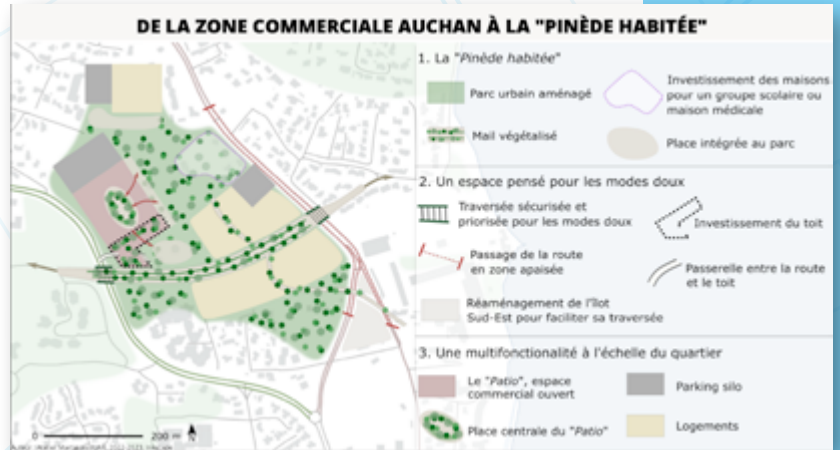 DE LA ZONE COMMERCIALE AUCHAN À LA "PINÈDE HABITÉE"
1. La "Pinède habitée"
Parc urbain aménagé
Investissement des maisons
pour un groupe scolaire ou
maison médicale
Mail végétalisé
Place intégrée au parc
2. Un espace pensé pour les modes doux
Traversée sécurisée et
priorisée pour les modes doux
Investissement du toit
Passage de la route
en zone apaisée
Passerelle entre la route
et le toit
Réaménagement de l'îlot
Sud-Est pour faciliter sa traversée
3. Une multifonctionalité à l'échelle du quartier
Le "Patio", espace
commercial ouvert
Parking silo
Place centrale du "Patio"
Logements
0 200 m N